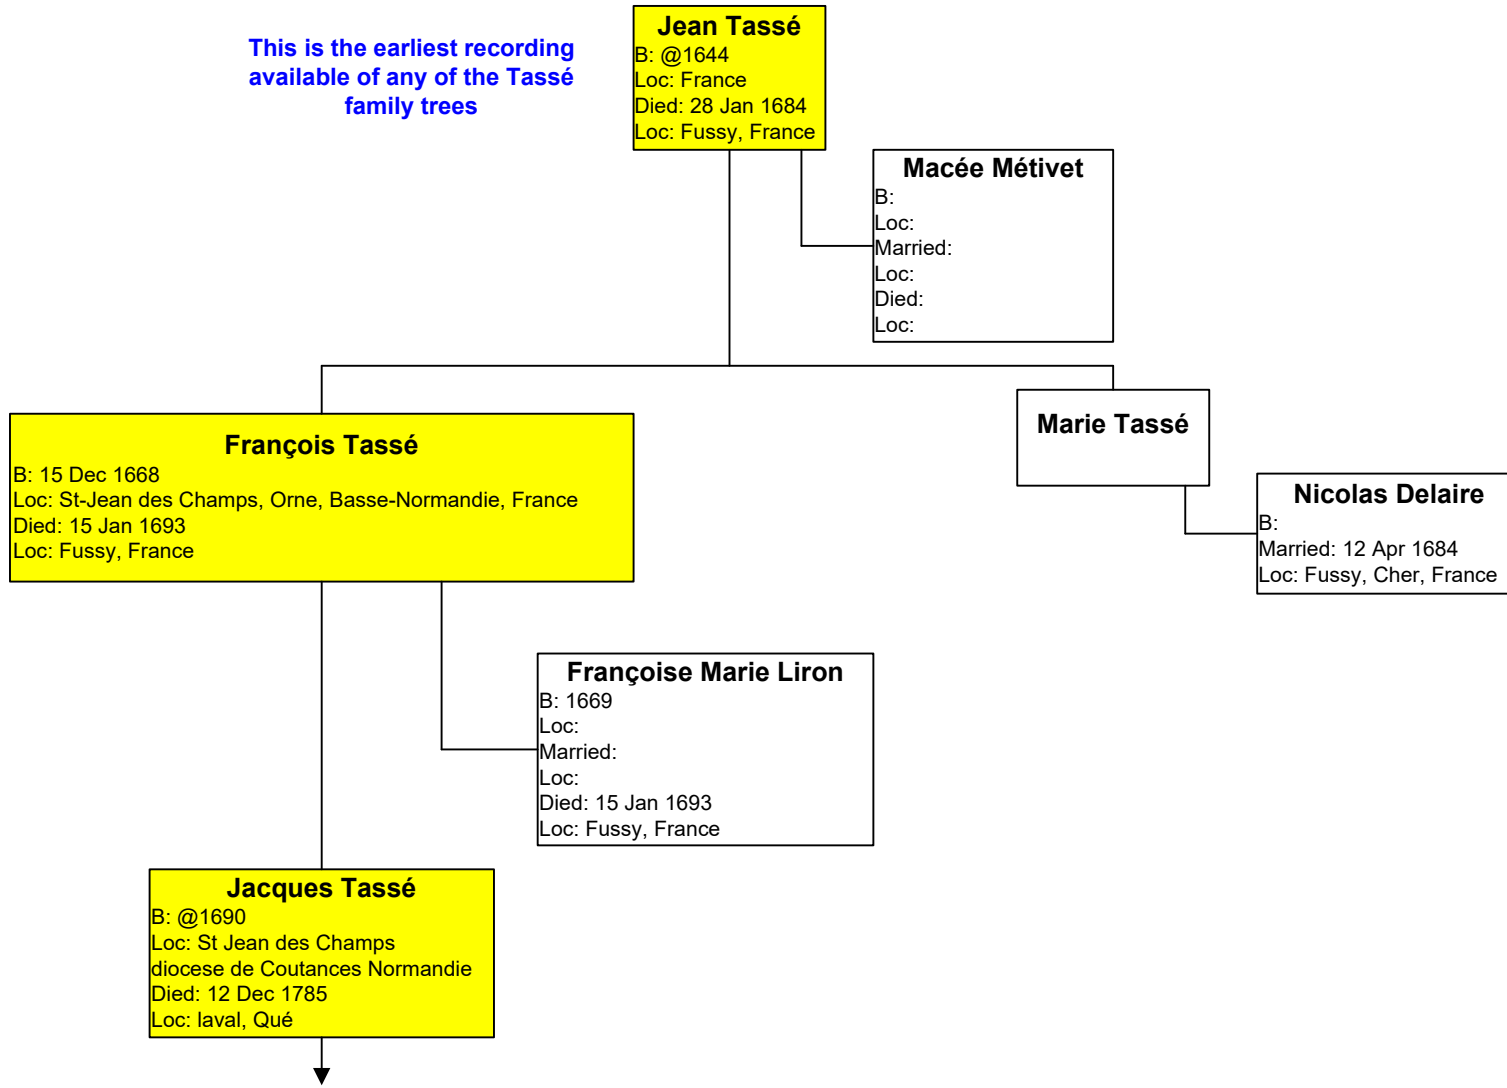 This is the earliest recording
available of any of the Tassé
family trees
Jean Tassé
B: @1644
Loc: France
Died: 28 Jan 1684
Loc: Fussy, France
Macée Métivet
B:
Loc:
Married:
Loc:
Died:
Loc:
François Tassé
B: 15 Dec 1668
Loc: St-Jean des Champs, Orne, Basse-Normandie, France
Died: 15 Jan 1693
Loc: Fussy, France
Marie Tassé
Nicolas Delaire
B:
Married: 12 Apr 1684
Loc: Fussy, Cher, France
Françoise Marie Liron
B: 1669
Loc:
Married:
Loc:
Died: 15 Jan 1693
Loc: Fussy, France
Jacques Tassé
B: @1690
Loc: St Jean des Champs
diocese de Coutances Normandie
Died: 12 Dec 1785
Loc: laval, Qué